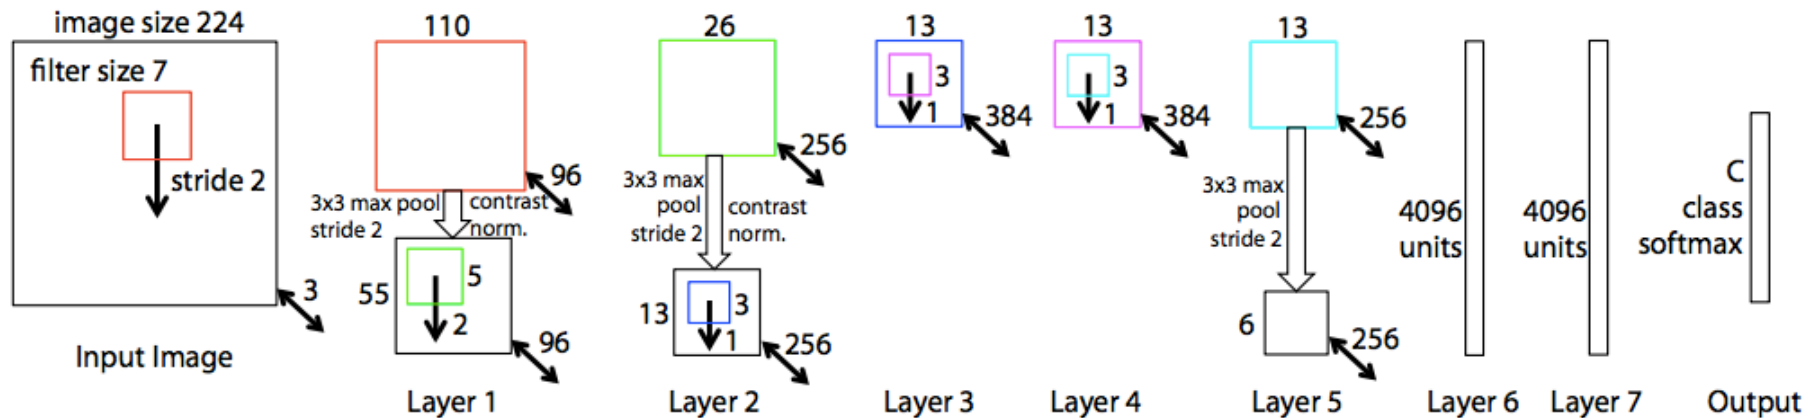 image size 224
filter size 7
stride 2
3
Input Image
110
96
3x3 max pool
stride 2
contrast
norm.
55
5
2
96
Layer 1
26
256
3x3 max
pool
stride 2
contrast
norm.
13
3
1
256
Layer 2
13
3
1
384
Layer 3
13
3
1
384
Layer 4
13
256
3x3 max
pool
stride 2
6
256
Layer 5
4096
units
Layer 6
4096
units
Layer 7
C
class
softmax
Output